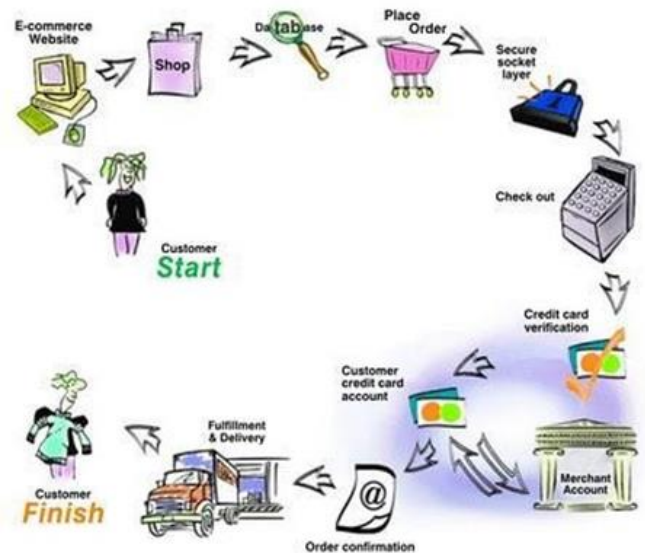 E-commerce
Website
Shop
Database
Place
Order
Secure
socket
layer
Check out
Credit card
verification
Customer
credit card
account
Merchant
Account
Order confirmation
Fulfillment
& Delivery
Customer
Finish
Customer
Start